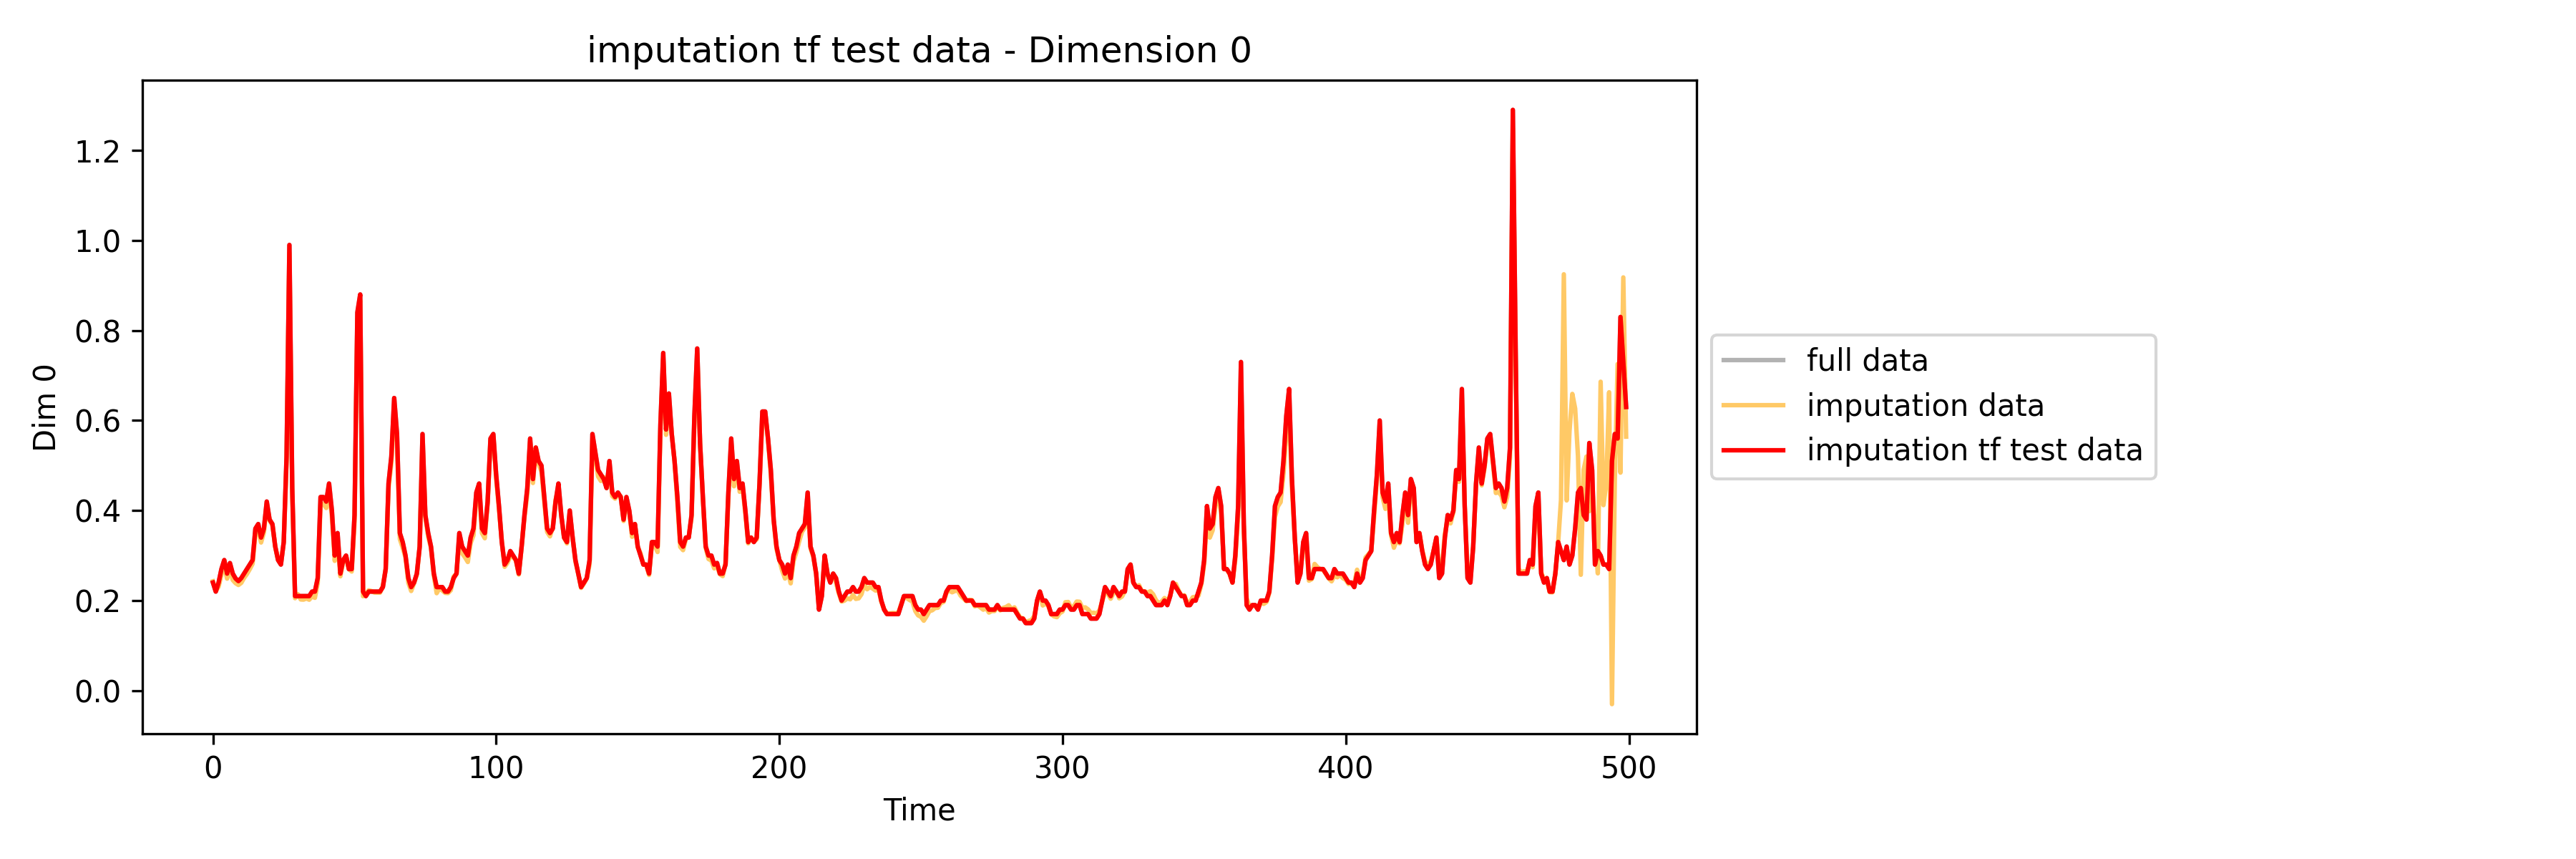 imputation tf test data - Dimension 0
1.2
1.0
0.8
0.6
0.4
0.2
0.0
Dim 0
0 100 200 300 400 500
Time
full data
imputation data
imputation tf test data